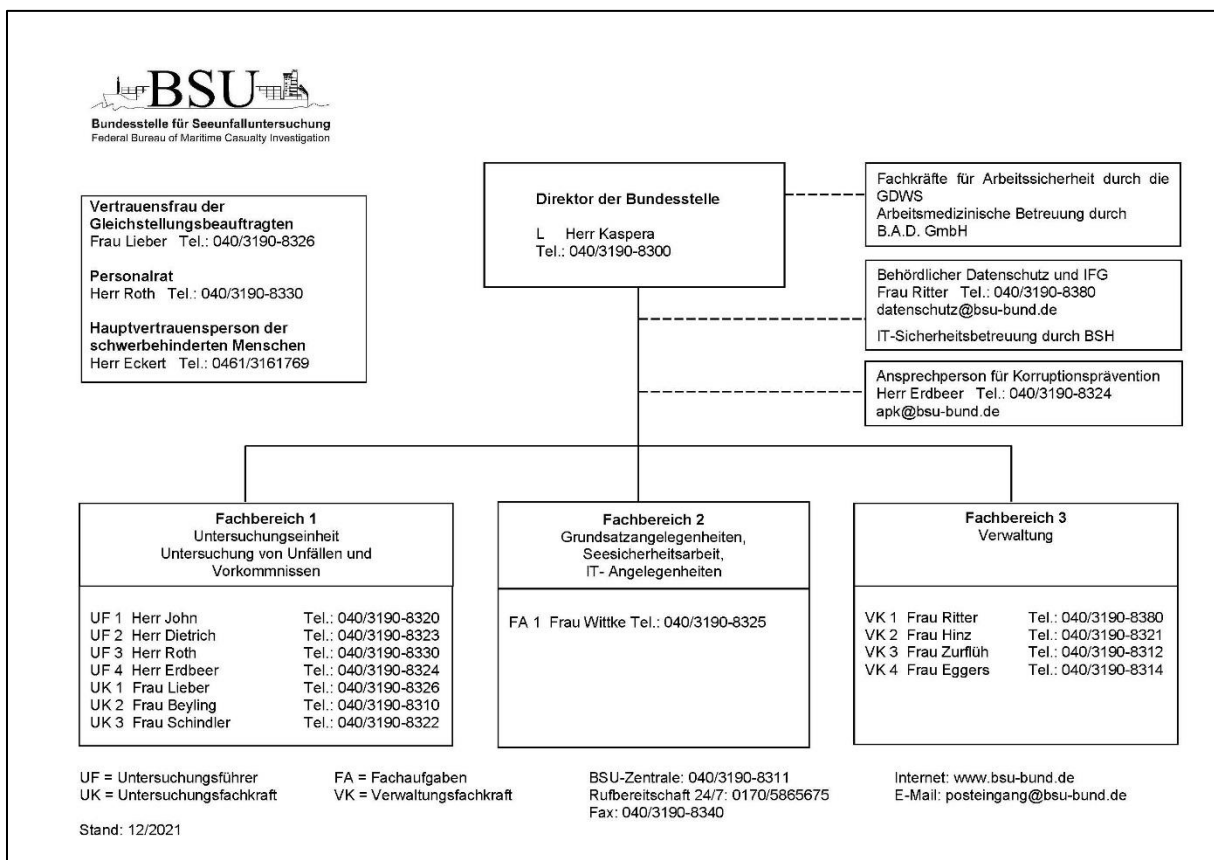 BSU
Bundesstelle für Seeunfalluntersuchung
Federal Bureau of Maritime Casualty Investigation
Vertrauensfrau der
Gleichstellungsbeauftragten
Frau Lieber Tel.: 040/3190-8326
Personalrat
Herr Roth Tel.: 040/3190-8330
Hauptvertrauensperson der
schwerbehinderten Menschen
Herr Eckert Tel.: 0461/3161769
Direktor der Bundesstelle
L Herr Kaspera
Tel.: 040/3190-8300
Fachkräfte für Arbeitssicherheit durch die
GDWS
Arbeitsmedizinische Betreuung durch
B.A.D. GmbH
Behördlicher Datenschutz und IFG
Frau Ritter Tel.: 040/3190-8380
datenschutz@bsu-bund.de
IT-Sicherheitsbetreuung durch BSH
Ansprechperson für Korruptionsprävention
Herr Erdbeer Tel.: 040/3190-8324
apk@bsu-bund.de
Fachbereich 1
Untersuchungseinheit
Untersuchung von Unfällen und
Vorkommnissen
UF 1 Herr John Tel.: 040/3190-8320
UF 2 Herr Dietrich Tel.: 040/3190-8323
UF 3 Herr Roth Tel.: 040/3190-8330
UF 4 Herr Erdbeer Tel.: 040/3190-8324
UK 1 Frau Lieber Tel.: 040/3190-8326
UK 2 Frau Beyling Tel.: 040/3190-8310
UK 3 Frau Schindler Tel.: 040/3190-8322
Fachbereich 2
Grundsatzangelegenheiten,
Seesicherheitsarbeit,
IT- Angelegenheiten
FA 1 Frau Wittke Tel.: 040/3190-8325
Fachbereich 3
Verwaltung
VK 1 Frau Ritter Tel.: 040/3190-8380
VK 2 Frau Hinz Tel.: 040/3190-8321
VK 3 Frau Zurflüh Tel.: 040/3190-8312
VK 4 Frau Eggers Tel.: 040/3190-8314
UF = Untersuchungsführer
UK = Untersuchungsfachkraft
FA = Fachaufgaben
VK = Verwaltungsfachkraft
BSU-Zentrale: 040/3190-8311
Rufbereitschaft 24/7: 0170/5865675
Fax: 040/3190-8340
Internet: www.bsu-bund.de
E-Mail: posteingang@bsu-bund.de
Stand: 12/2021